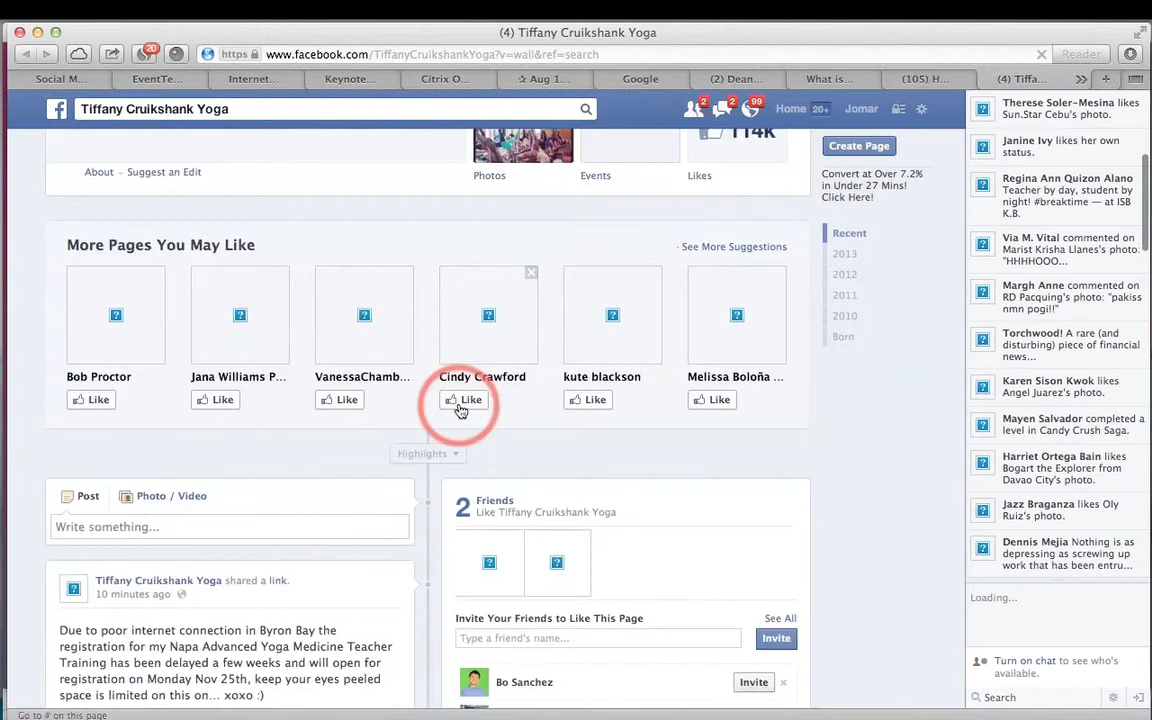 (4) Tiffany Cruikshank Yoga
20
https
www.facebook.com/TiffanyCruikshankYoga?v=wall&ref=search
Reader
Social M...
EventTe...
Internet...
Keynote...
Citrix O...
☆ Aug 1...
Google
(2) Dean...
What is...
(105) H...
(4) Tiffa...
Tiffany Cruikshank Yoga
2
2
99
Home 20+
Jomar
114K
About - Suggest an Edit
Photos
Events
Likes
Create Page
Convert at Over 7.2%
in Under 27 Mins!
Click Here!
Recent
2013
2012
2011
2010
Born
More Pages You May Like
· See More Suggestions
Bob Proctor
Jana Williams P...
VanessaChamb...
Cindy Crawford
kute blackson
Melissa Boloña ...
Like
Like
Like
Like
Like
Like
Highlights
Post
Photo / Video
Write something...
Tiffany Cruikshank Yoga shared a link.
10 minutes ago
Due to poor internet connection in Byron Bay the
registration for my Napa Advanced Yoga Medicine Teacher
Training has been delayed a few weeks and will open for
registration on Monday Nov 25th, keep your eyes peeled
space is limited on this on... xoxo :)
2 Friends
Like Tiffany Cruikshank Yoga
Invite Your Friends to Like This Page
See All
Type a friend's name...
Invite
Bo Sanchez
Invite
Therese Soler-Mesina likes
Sun.Star Cebu's photo.
Janine Ivy likes her own
status.
Regina Ann Quizon Alano
Teacher by day, student by
night! #breaktime — at ISB
K.B.
Via M. Vital commented on
Marist Krisha Llanes's photo:
"HHHHOOO...
Margh Anne commented on
RD Pacquing's photo: "pakiss
nmn pogi!!"
Torchwood! A rare (and
disturbing) piece of financial
news...
Karen Sison Kwok likes
Angel Juarez's photo.
Mayen Salvador completed a
level in Candy Crush Saga.
Harriet Ortega Bain likes
Bogart the Explorer from
Davao City's photo.
Jazz Braganza likes Oly
Ruiz's photo.
Dennis Mejia Nothing is as
depressing as screwing up
work that has been entru...
Loading...
Turn on chat to see who's
available.
Search
Go to # on this page